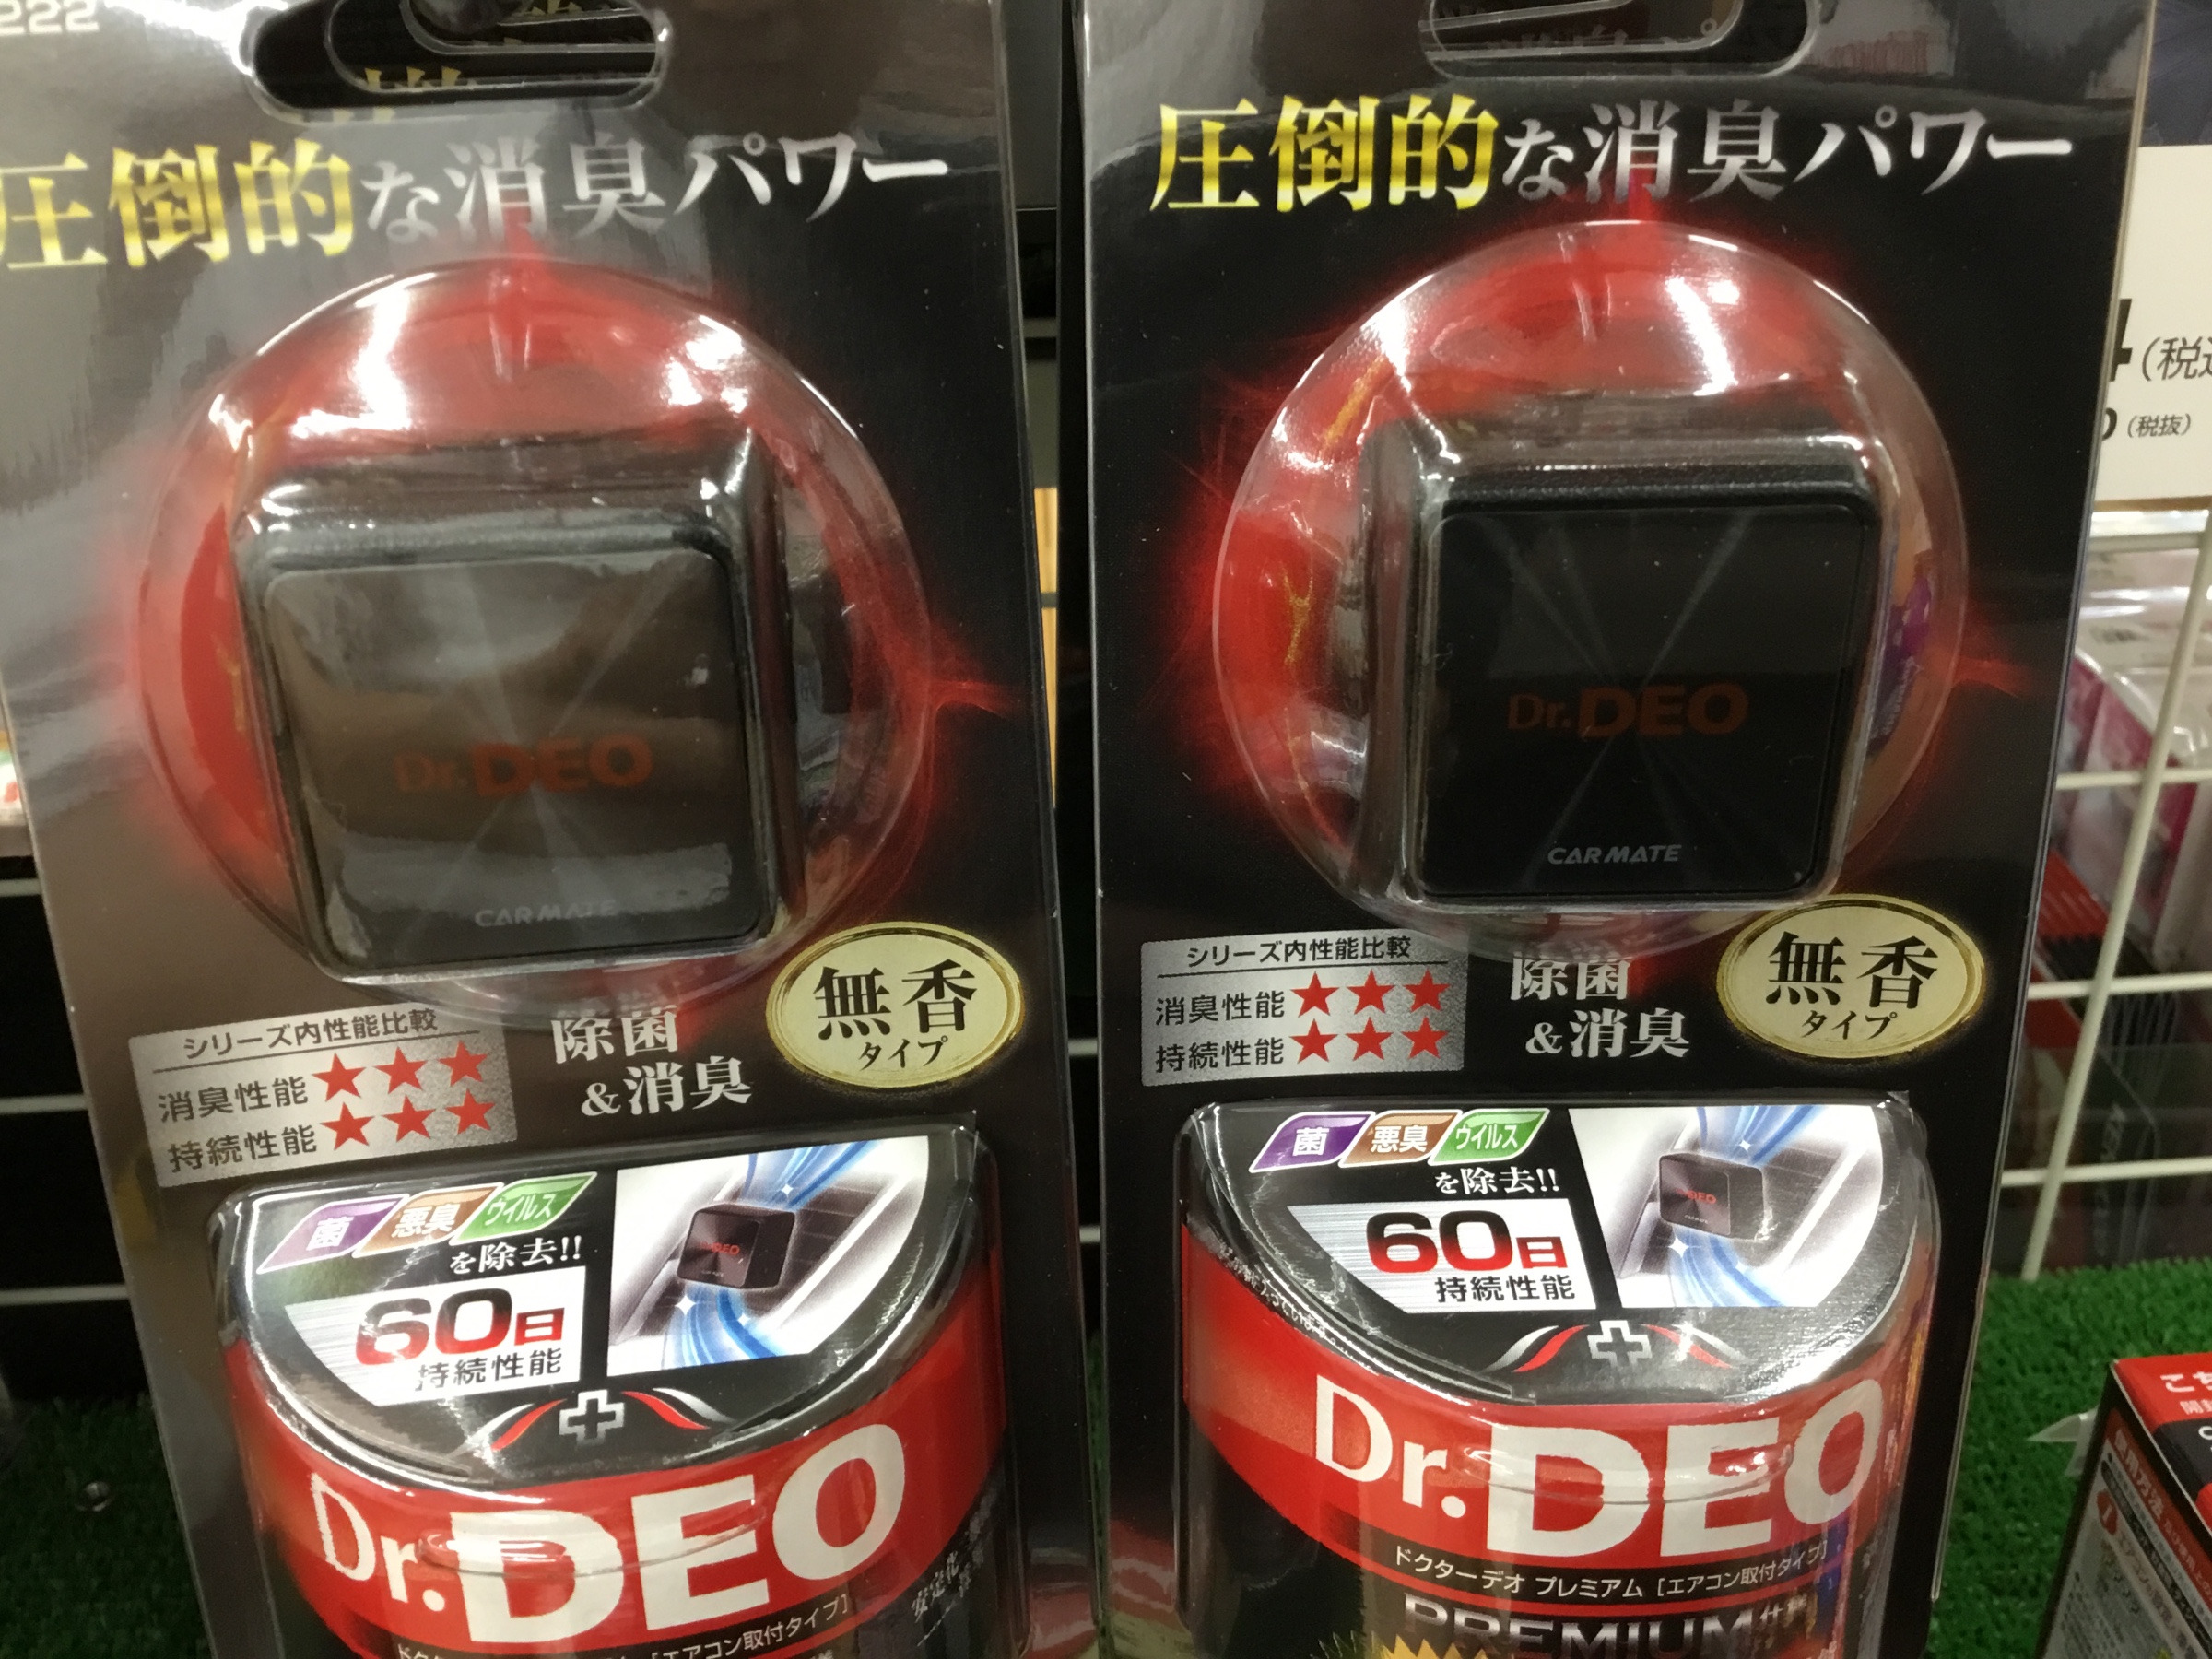 222
圧倒的な消臭パワー
Dr.DEO
CARMATE
シリーズ内性能比較
消臭性能 ★★★
持続性能 ★★★
除菌
&消臭
無香
タイプ
菌 悪臭 ウイルス
を除去!!
60日
持続性能
DEO
Dr.DEO
[エアコン取付タイプ]
圧倒的な消臭パワー
Dr.DEO
CARMATE
シリーズ内性能比較
消臭性能 ★★★
持続性能 ★★★
除菌
&消臭
無香
タイプ
菌 悪臭 ウイルス
を除去!!
60日
持続性能
DEO
Dr.DEO
ドクターデオ プレミアム [エアコン取付タイプ]
PREMIUM
(税込
(税抜)